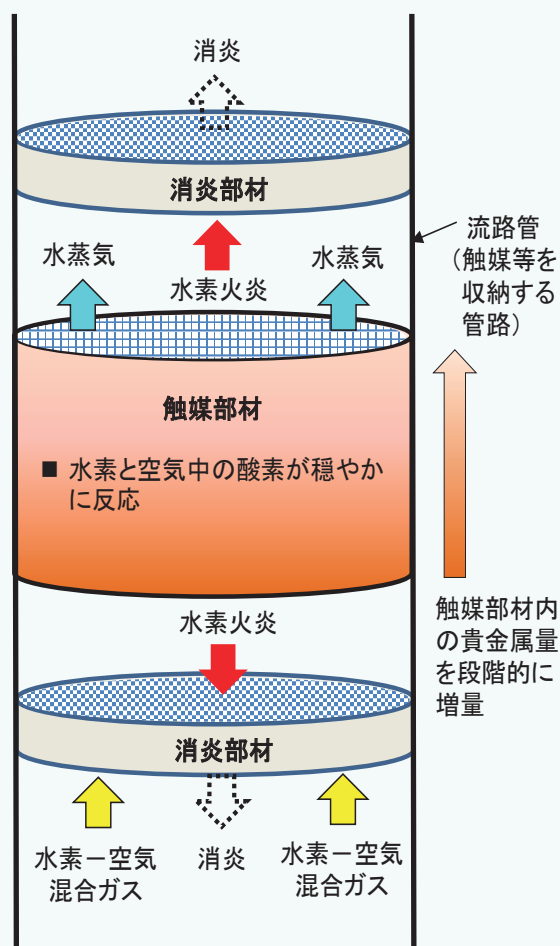 消炎
消炎部材
水蒸気
水素火炎
水蒸気
流路管
（触媒等を
収納する
管路）
触媒部材
■ 水素と空気中の酸素が穏やか
に反応
水素火炎
触媒部材内
の貴金属量
を段階的に
増量
消炎部材
水素－空気
混合ガス
消炎
水素－空気
混合ガス